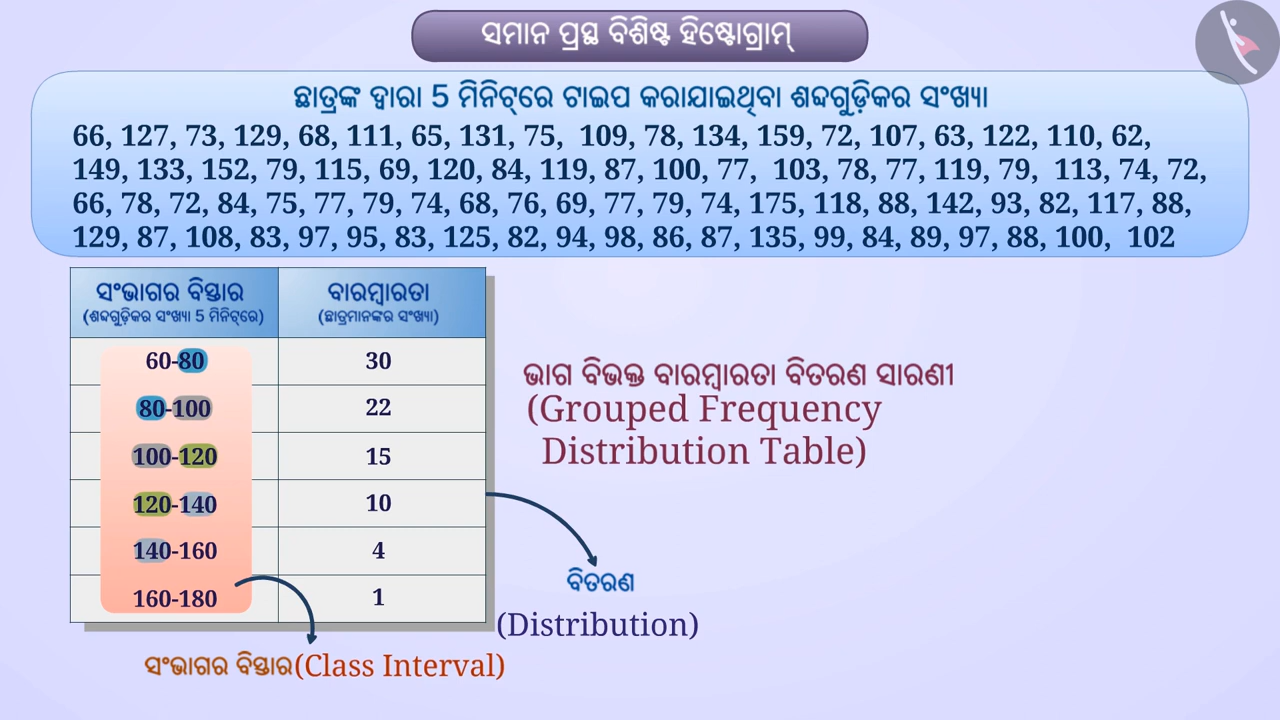 ସମାନ ପ୍ରସ୍ଥ ବିଶିଷ୍ଟ ହିଷ୍ଟୋଗ୍ରାମ୍
ଛାତ୍ରଙ୍କ ଦ୍ୱାରା 5 ମିନିଟ୍‌ରେ ଟାଇପ କରାଯାଇଥିବା ଶବ୍ଦଗୁଡ଼ିକର ସଂଖ୍ୟା
66, 127, 73, 129, 68, 111, 65, 131, 75, 109, 78, 134, 159, 72, 107, 63, 122, 110, 62,
149, 133, 152, 79, 115, 69, 120, 84, 119, 87, 100, 77, 103, 78, 77, 119, 79, 113, 74, 72,
66, 78, 72, 84, 75, 77, 79, 74, 68, 76, 69, 77, 79, 74, 175, 118, 88, 142, 93, 82, 117, 88,
129, 87, 108, 83, 97, 95, 83, 125, 82, 94, 98, 86, 87, 135, 99, 84, 89, 97, 88, 100, 102
ସଂଭାଗର ବିସ୍ତାର ବାରମ୍ବାରତା
(ଶବ୍ଦଗୁଡ଼ିକର ସଂଖ୍ୟା 5 ମିନିଟ୍‌ରେ) (ଛାତ୍ରମାନଙ୍କର ସଂଖ୍ୟା)
60-80 30
80-100 22
100-120 15
120-140 10
140-160 4
160-180 1
ଭାଗ ବିଭକ୍ତ ବାରମ୍ବାରତା ବିତରଣ ସାରଣୀ
(Grouped Frequency
Distribution Table)
ବିତରଣ
(Distribution)
ସଂଭାଗର ବିସ୍ତାର(Class Interval)